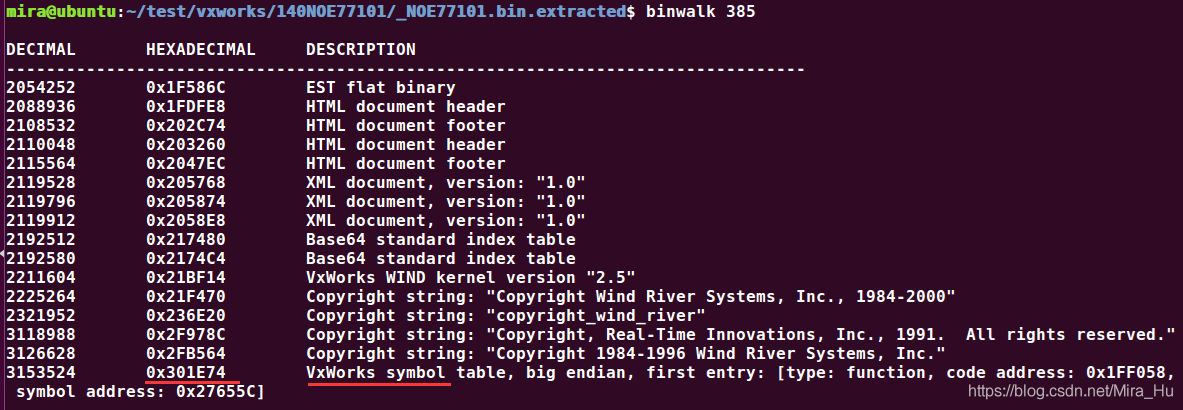 mira@ubuntu:~/test/vxworks/140NOE77101/_NOE77101.bin.extracted$ binwalk 385
DECIMAL HEXADECIMAL DESCRIPTION
--------------------------------------------------------------------------------
2054252 0x1F586C EST flat binary
2088936 0x1FDFE8 HTML document header
2108532 0x202C74 HTML document footer
2110048 0x203260 HTML document header
2115564 0x2047EC HTML document footer
2119528 0x205768 XML document, version: "1.0"
2119796 0x205874 XML document, version: "1.0"
2119912 0x2058E8 XML document, version: "1.0"
2192512 0x217480 Base64 standard index table
2192580 0x2174C4 Base64 standard index table
2211604 0x21BF14 VxWorks WIND kernel version "2.5"
2225264 0x21F470 Copyright string: "Copyright Wind River Systems, Inc., 1984-2000"
2321952 0x236E20 Copyright string: "copyright_wind_river"
3118988 0x2F978C Copyright string: "Copyright, Real-Time Innovations, Inc., 1991.  All rights reserved."
3126628 0x2FB564 Copyright string: "Copyright 1984-1996 Wind River Systems, Inc."
3153524 0x301E74 VxWorks symbol table, big endian, first entry: [type: function, code address: 0x1FF058,
symbol address: 0x27655C]
https://blog.csdn.net/Mira_Hu